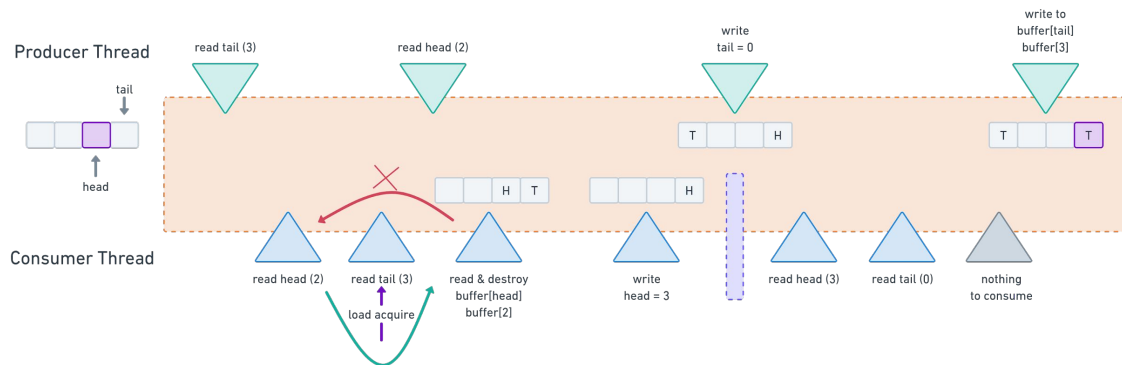 Producer Thread
read tail (3)
read head (2)
write
tail = 0
write to
buffer[tail]
buffer[3]
tail
head
T
H
T
T
H
T
H
Consumer Thread
read head (2)
read tail (3)
load acquire
read & destroy
buffer[head]
buffer[2]
write
head = 3
read head (3)
read tail (0)
nothing
to consume